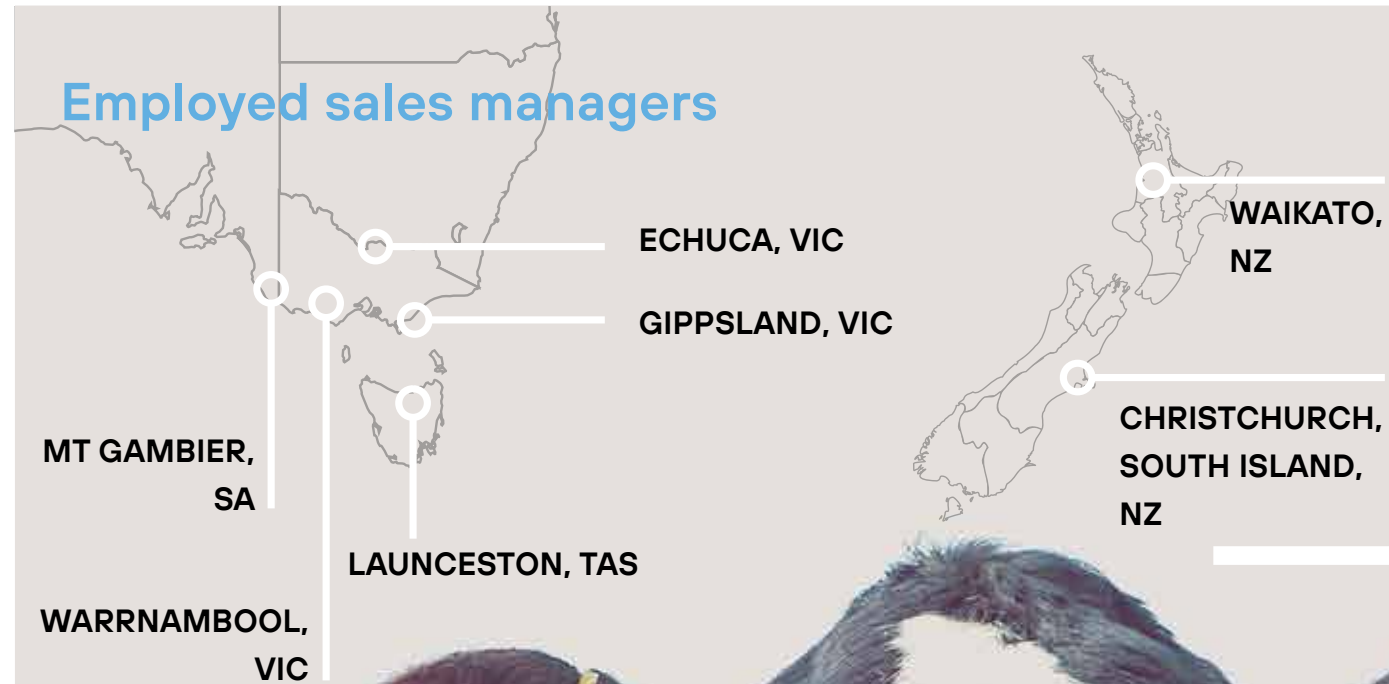 Employed sales managers
ECHUCA, VIC
GIPPSLAND, VIC
MT GAMBIER,
SA
LAUNCESTON, TAS
WARRNAMBOOL,
VIC
WAIKATO,
NZ
CHRISTCHURCH,
SOUTH ISLAND,
NZ